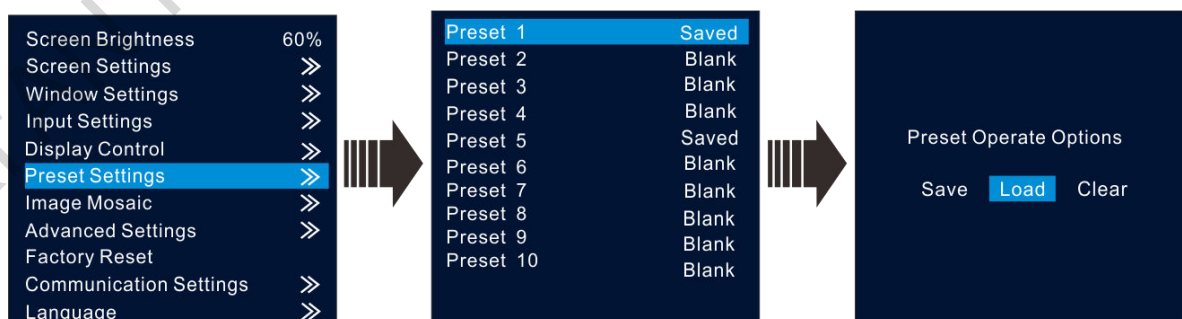 Screen Brightness 60%
Screen Settings
Window Settings
Input Settings
Display Control
Preset Settings
Image Mosaic
Advanced Settings
Factory Reset
Communication Settings
Language
Preset 1 Saved
Preset 2 Blank
Preset 3 Blank
Preset 4 Blank
Preset 5 Saved
Preset 6 Blank
Preset 7 Blank
Preset 8 Blank
Preset 9 Blank
Preset 10 Blank
Preset Operate Options
Save Load Clear